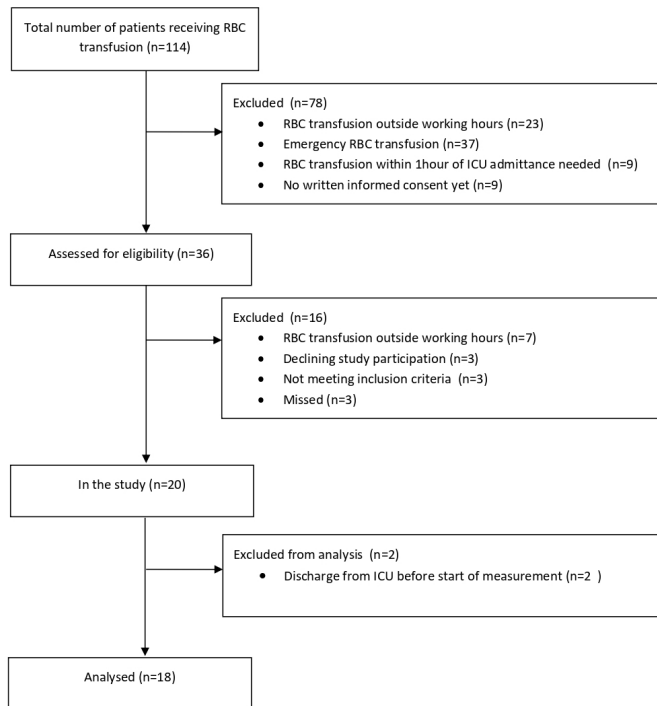 Total number of patients receiving RBC
transfusion (n=114)
Excluded (n=78)
• RBC transfusion outside working hours (n=23)
• Emergency RBC transfusion (n=37)
• RBC transfusion within 1hour of ICU admittance needed (n=9)
• No written informed consent yet (n=9)
Assessed for eligibility (n=36)
Excluded (n=16)
• RBC transfusion outside working hours (n=7)
• Declining study participation (n=3)
• Not meeting inclusion criteria (n=3)
• Missed (n=3)
In the study (n=20)
Excluded from analysis (n=2)
• Discharge from ICU before start of measurement (n=2 )
Analysed (n=18)